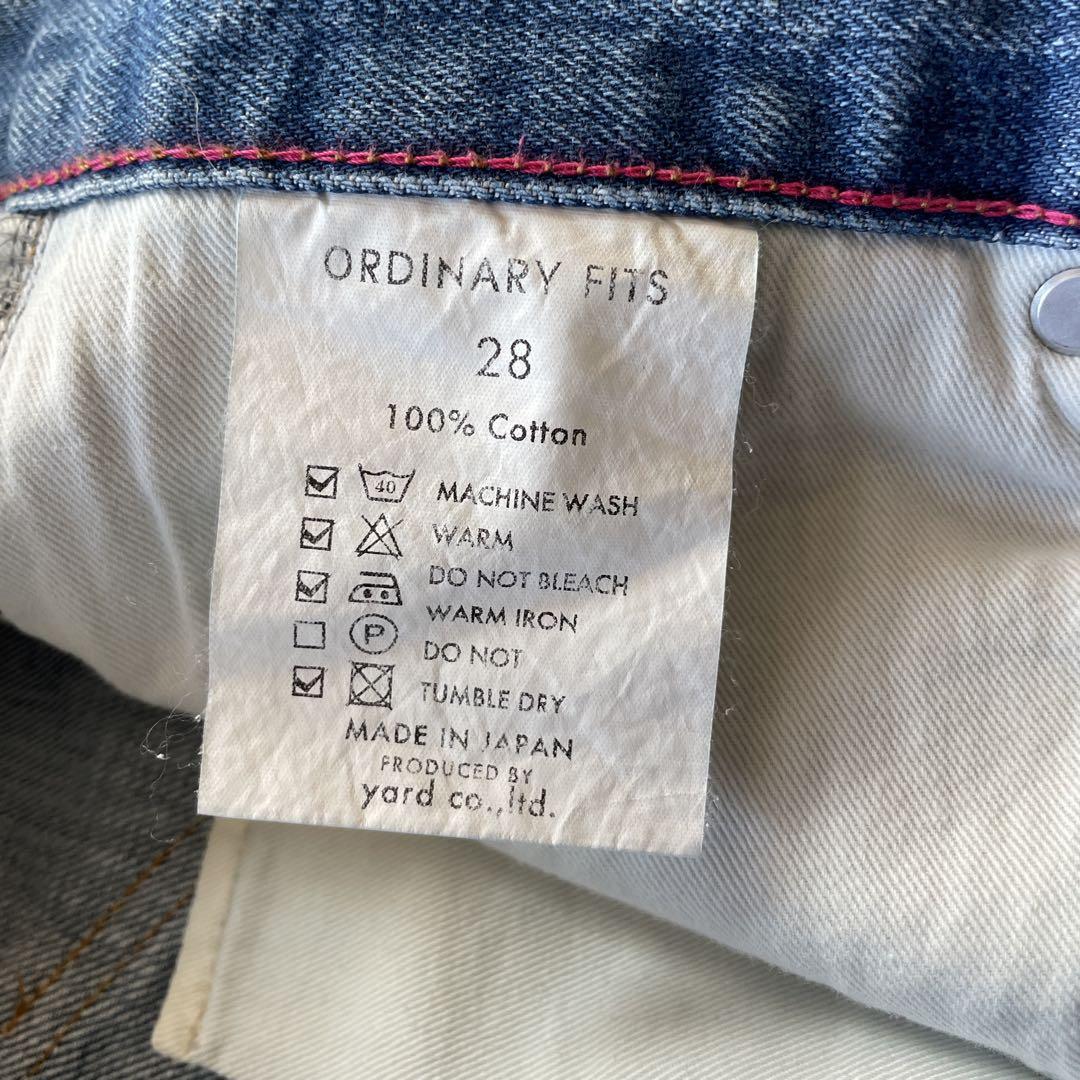 ORDINARY FITS
28
100% Cotton
40 MACHINE WASH
WARM
DO NOT BLEACH
WARM IRON
P DO NOT
TUMBLE DRY
MADE IN JAPAN
PRODUCED BY
yard co.,ltd.